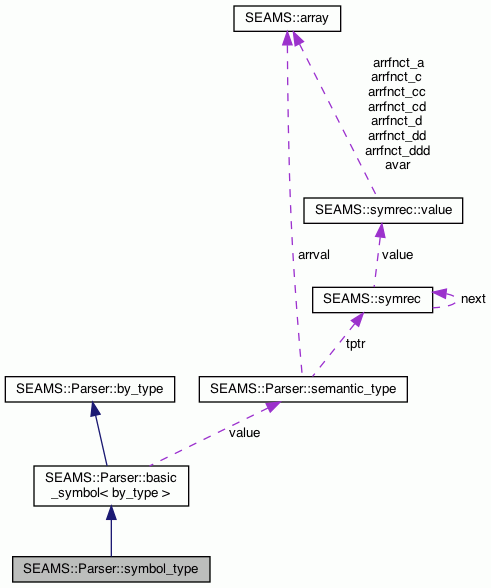 SEAMS::array
arrfnct_a
arrfnct_c
arrfnct_cc
arrfnct_cd
arrfnct_d
arrfnct_dd
arrfnct_ddd
avar
SEAMS::symrec::value
arrval
value
SEAMS::symrec
next
tptr
SEAMS::Parser::by_type
SEAMS::Parser::semantic_type
value
SEAMS::Parser::basic
_symbol< by_type >
SEAMS::Parser::symbol_type